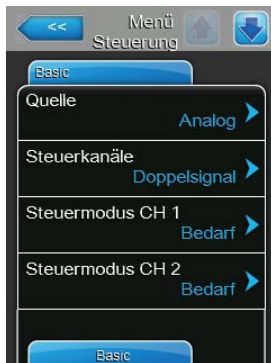 <<
Menü
Steuerung
Basic
Quelle
Analog
Steuerkanäle
Doppelsignal
Steuermodus CH 1
Bedarf
Steuermodus CH 2
Bedarf
Basic